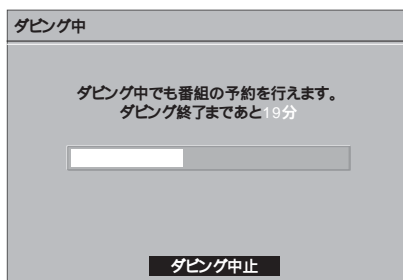 ダビング中
ダビング中でも番組の予約を行えます。
ダビング終了まであと19分
ダビング中止